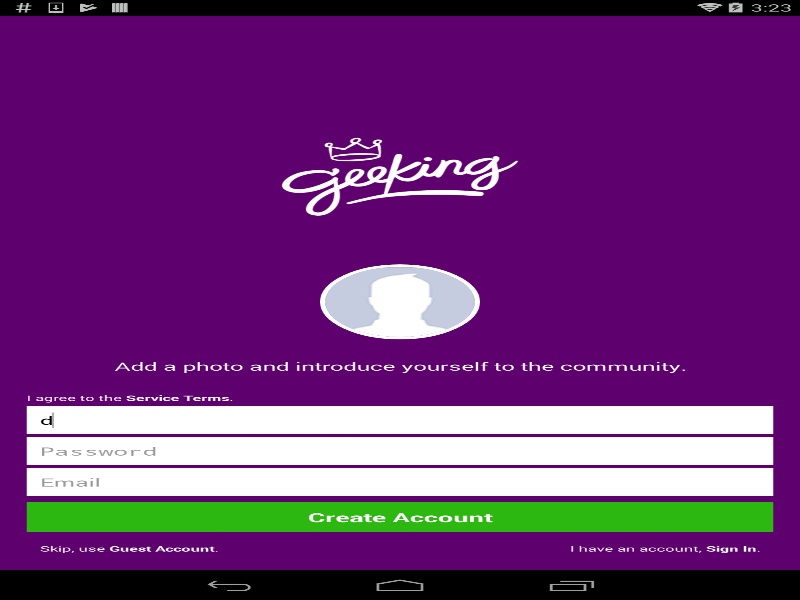 3:23
geeking
Add a photo and introduce yourself to the community.
I agree to the Service Terms.
d
Password
Email
Create Account
Skip, use Guest Account.
I have an account, Sign In.